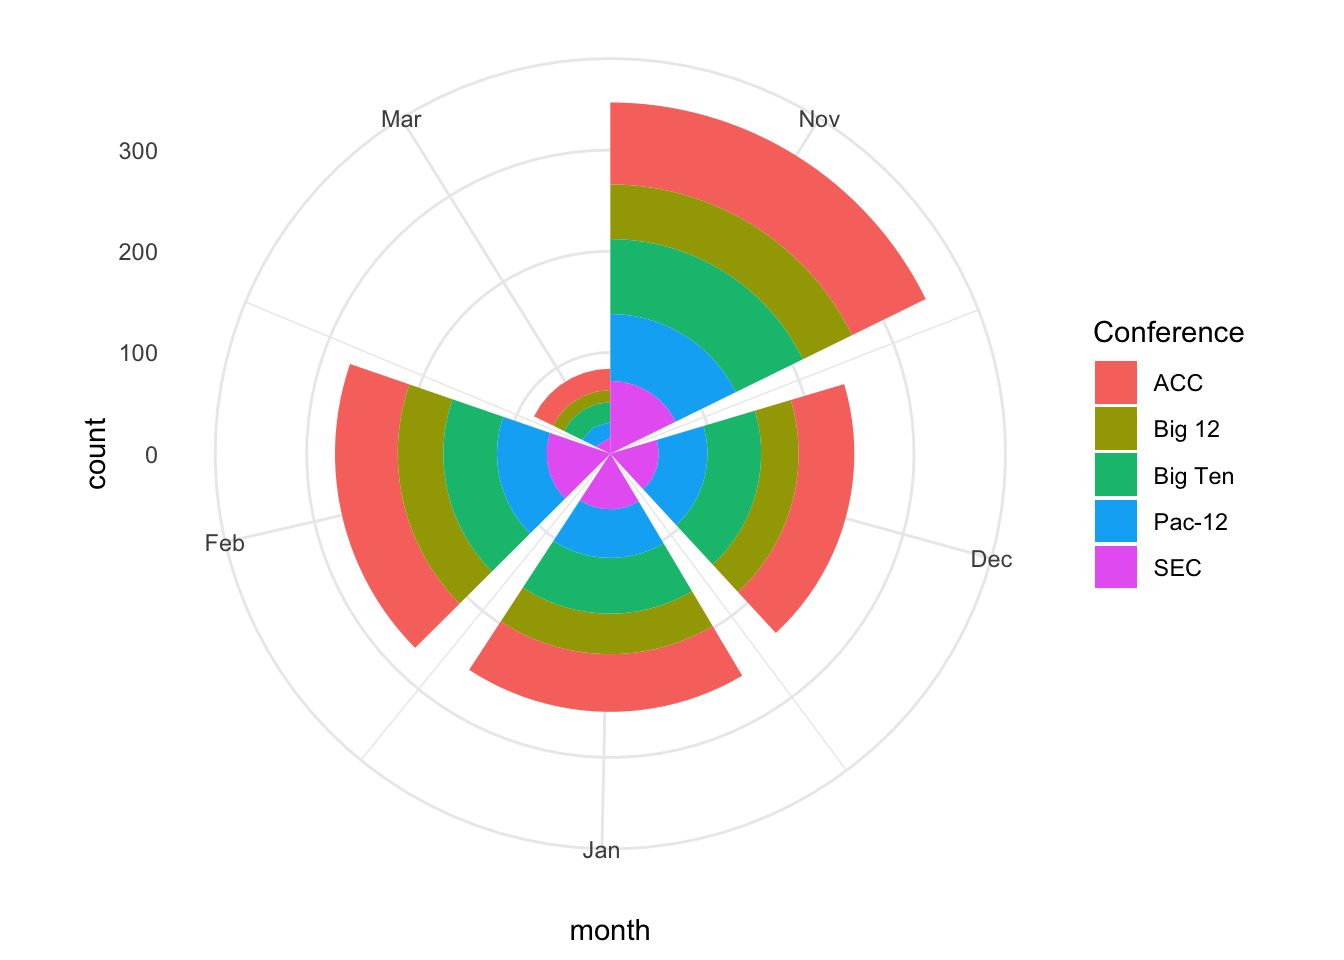 Mar
Nov
300
200
100
0
count
Feb
Dec
Jan
month
Conference
ACC
Big 12
Big Ten
Pac-12
SEC